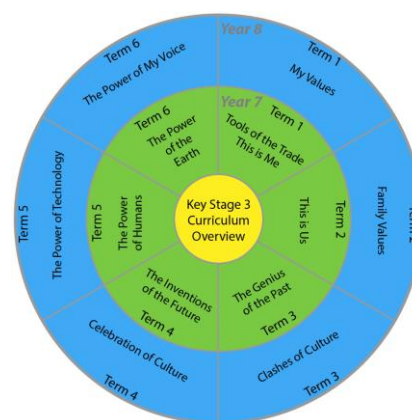 Year 8
Term 1
My Values
Family Values
Term 3
Clashes of Culture
Term 4
Celebration of Culture
Term 5
The Power of Technology
Term 6
The Power of My Voice
Year 7
Term 1
Tools of the Trade
This is Me
Term 2
This is Us
Term 3
The Genius
of the Past
Term 4
The Inventions
of the Future
Term 5
The Power
of Humans
Term 6
The Power
of the
Earth
Key Stage 3
Curriculum
Overview